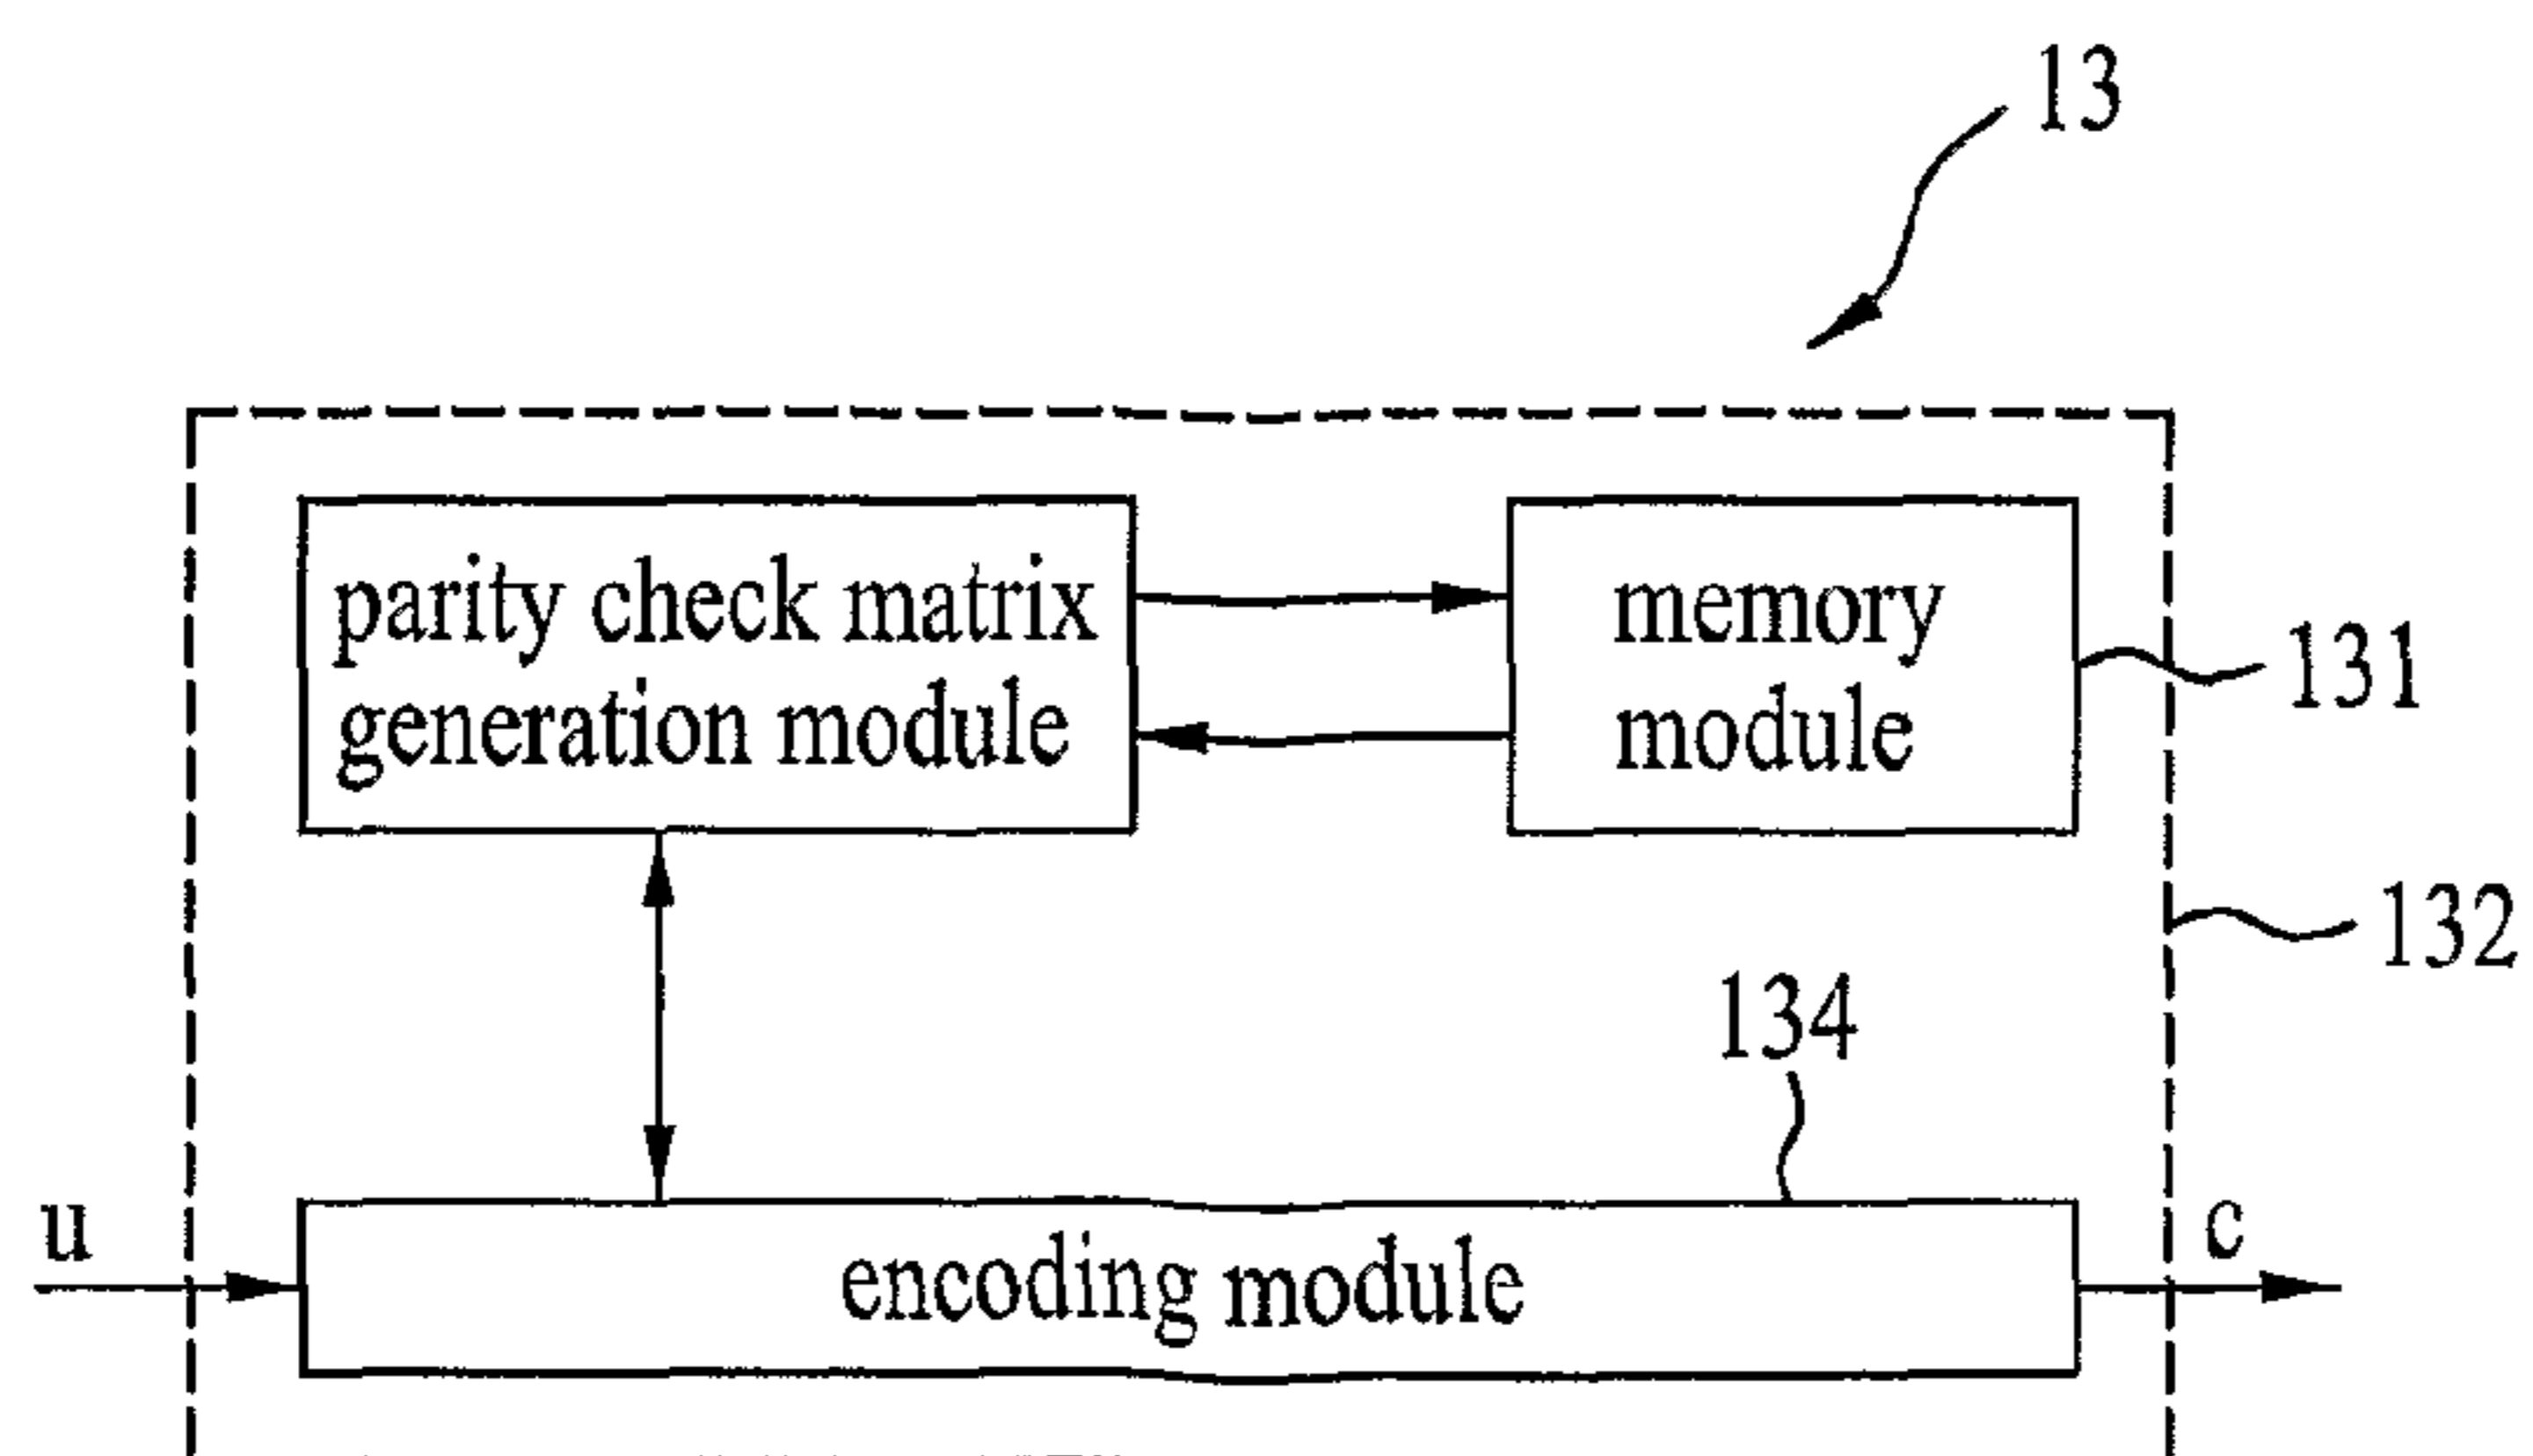 13
parity check matrix
generation module
memory
module
131
132
134
u
encoding module
c